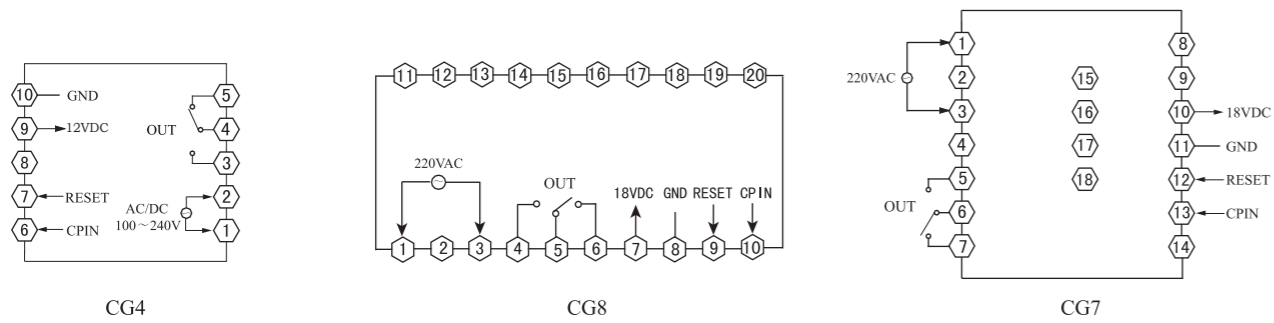 10 GND
9 12VDC
8
7 RESET
6 CPIN
OUT
5
4
3
AC/DC
100～240V
2
1
CG4
11 12 13 14 15 16 17 18 19 20
220VAC
OUT
18VDC GND RESET CPIN
1 2 3 4 5 6 7 8 9 10
CG8
220VAC
1
2
3
4
5
OUT
6
7
15
16
17
18
8
9
10 18VDC
11 GND
12 RESET
13 CPIN
14
CG7